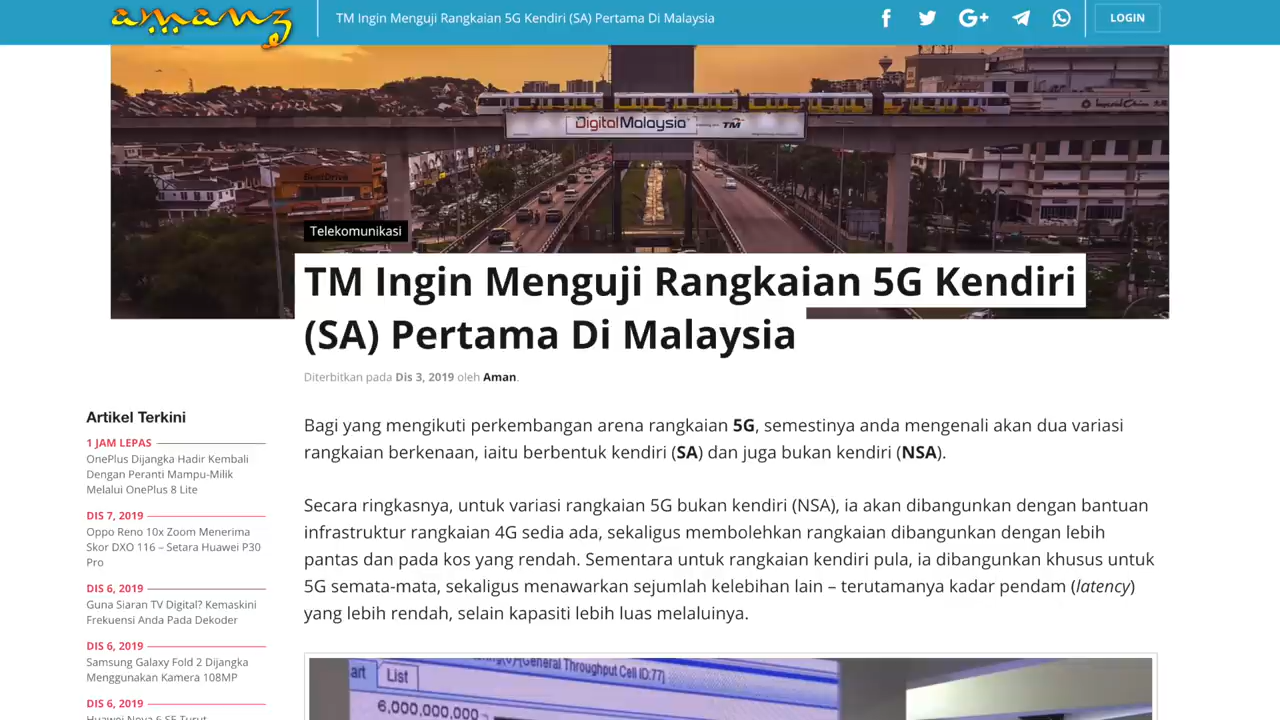 amanz
TM Ingin Menguji Rangkaian 5G Kendiri (SA) Pertama Di Malaysia
LOGIN
DigitalMalaysia
TM
Imperial China
BestDrive
Telekomunikasi
TM Ingin Menguji Rangkaian 5G Kendiri
(SA) Pertama Di Malaysia
Diterbitkan pada Dis 3, 2019 oleh Aman.
Artikel Terkini
1 JAM LEPAS
OnePlus Dijangka Hadir Kembali
Dengan Peranti Mampu-Milik
Melalui OnePlus 8 Lite
DIS 7, 2019
Oppo Reno 10x Zoom Menerima
Skor DXO 116 – Setara Huawei P30
Pro
DIS 6, 2019
Guna Siaran TV Digital? Kemaskini
Frekuensi Anda Pada Dekoder
DIS 6, 2019
Samsung Galaxy Fold 2 Dijangka
Menggunakan Kamera 108MP
DIS 6, 2019
Huawei Nova 6 SE Turut
Bagi yang mengikuti perkembangan arena rangkaian 5G, semestinya anda mengenali akan dua variasi
rangkaian berkenaan, iaitu berbentuk kendiri (SA) dan juga bukan kendiri (NSA).
Secara ringkasnya, untuk variasi rangkaian 5G bukan kendiri (NSA), ia akan dibangunkan dengan bantuan
infrastruktur rangkaian 4G sedia ada, sekaligus membolehkan rangkaian dibangunkan dengan lebih
pantas dan pada kos yang rendah. Sementara untuk rangkaian kendiri pula, ia dibangunkan khusus untuk
5G semata-mata, sekaligus menawarkan sejumlah kelebihan lain – terutamanya kadar pendam (latency)
yang lebih rendah, selain kapasiti lebih luas melaluinya.
General Throughput Cell ID:77]
art List
6,000,000,000